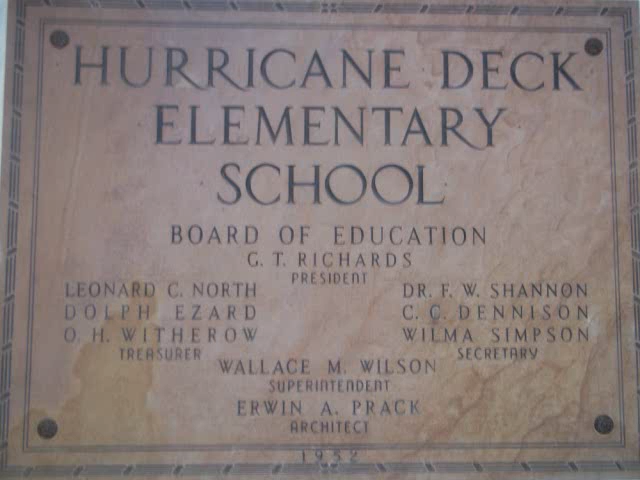 HURRICANE DECK
ELEMENTARY
SCHOOL
BOARD OF EDUCATION
G. T. RICHARDS
PRESIDENT
LEONARD C. NORTH
DR. F. W. SHANNON
DOLPH EZARD
C. C. DENNISON
O. H. WITHEROW
WILMA SIMPSON
TREASURER
SECRETARY
WALLACE M. WILSON
SUPERINTENDENT
ERWIN A. PRACK
ARCHITECT
1952